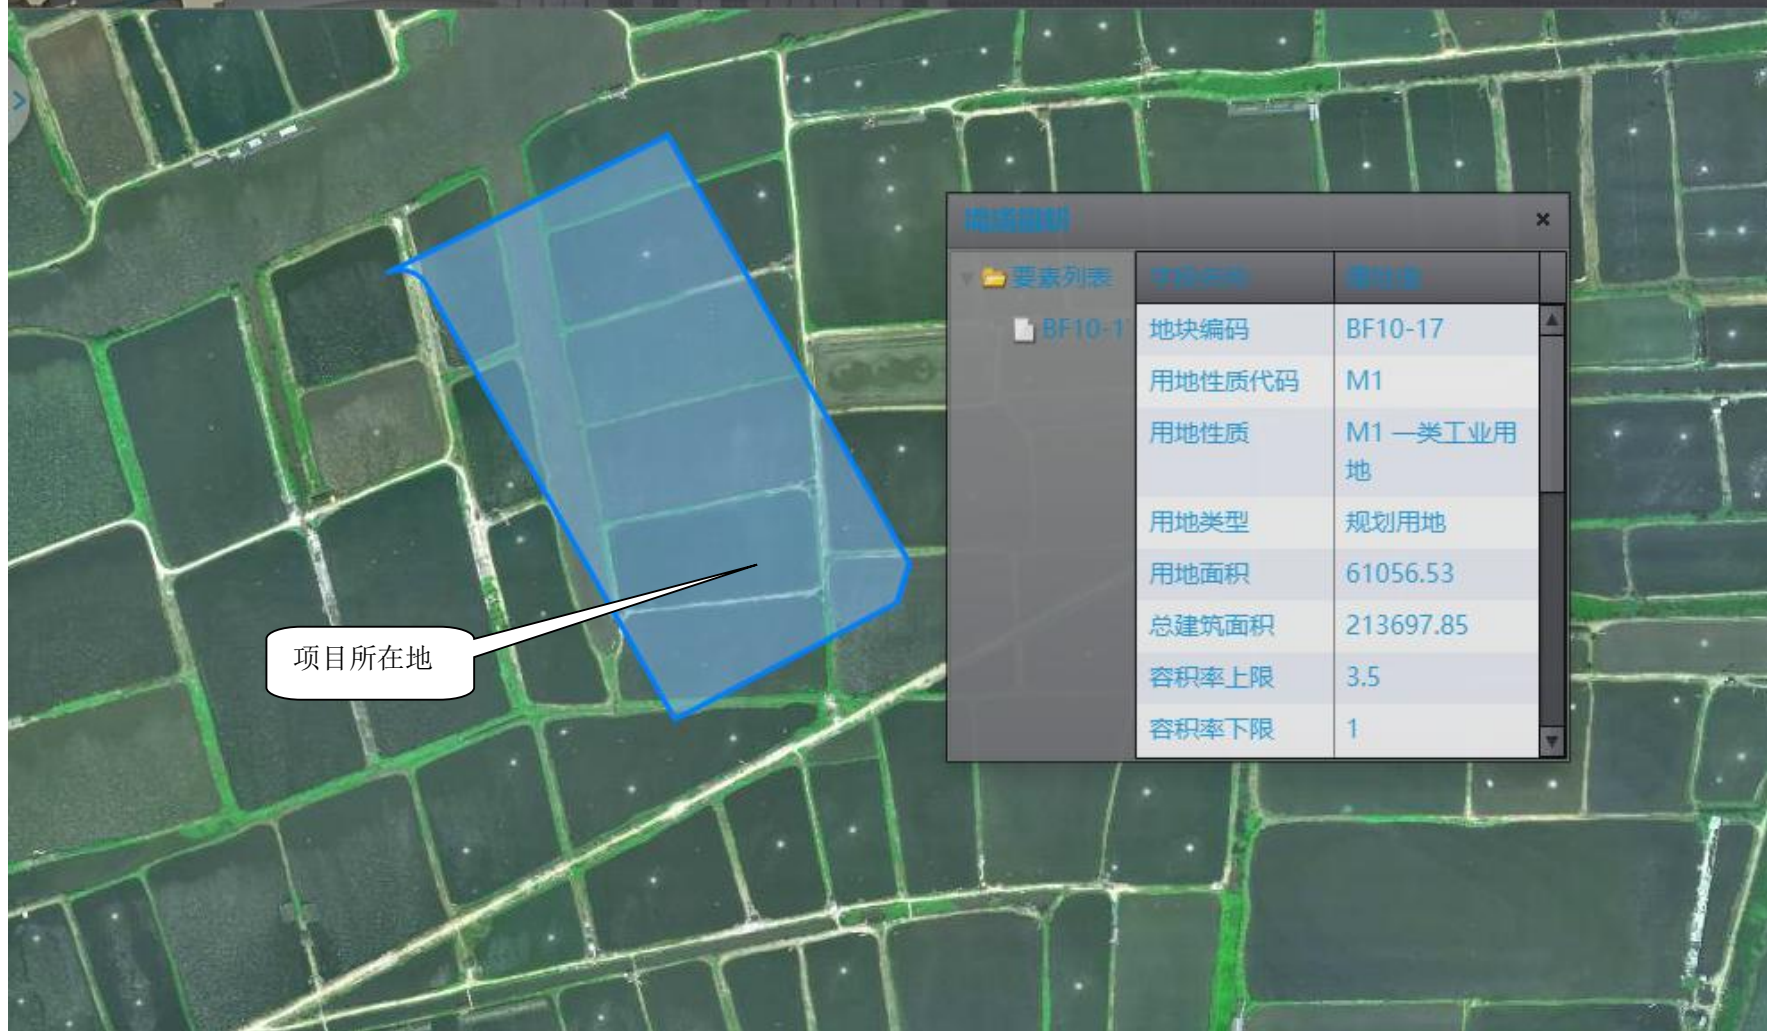 要素列表
BF10-1
地块编码 BF10-17
用地性质代码 M1
用地性质 M1 一类工业用
地
用地类型 规划用地
用地面积 61056.53
总建筑面积 213697.85
容积率上限 3.5
容积率下限 1
项目所在地